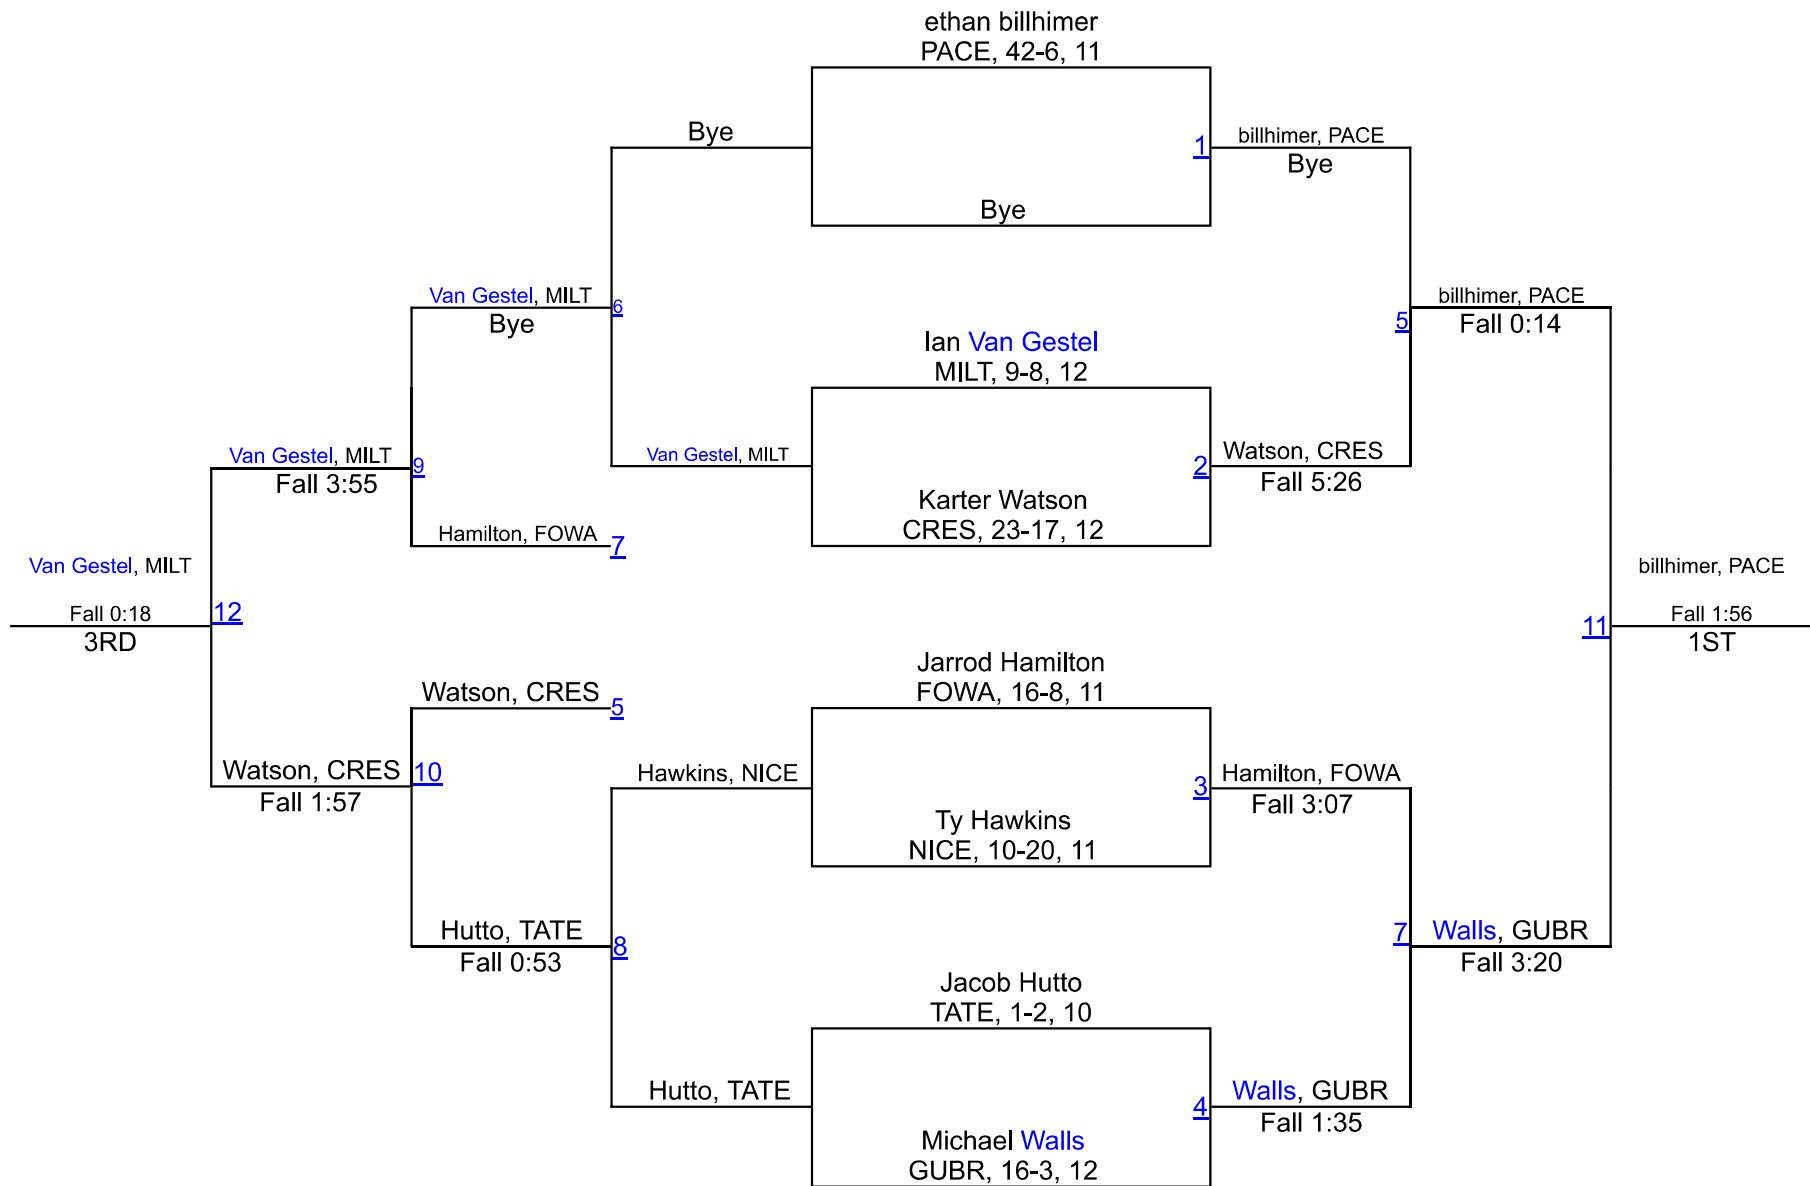 ethan billhimer
PACE, 42-6, 11
Bye
1
billhimer, PACE
Bye
Bye
Van Gestel, MILT
Bye
6
billhimer, PACE
Fall 0:14
5
Ian Van Gestel
MILT, 9-8, 12
Van Gestel, MILT
Fall 3:55
9
Van Gestel, MILT
2
Watson, CRES
Fall 5:26
Karter Watson
CRES, 23-17, 12
Hamilton, FOWA
7
Van Gestel, MILT
Fall 0:18
3RD
12
billhimer, PACE
Fall 1:56
1ST
11
Jarrod Hamilton
FOWA, 16-8, 11
Watson, CRES
5
Watson, CRES
Fall 1:57
10
Hawkins, NICE
3
Hamilton, FOWA
Fall 3:07
Ty Hawkins
NICE, 10-20, 11
Hutto, TATE
Fall 0:53
8
7
Walls, GUBR
Fall 3:20
Jacob Hutto
TATE, 1-2, 10
Hutto, TATE
4
Walls, GUBR
Fall 1:35
Michael Walls
GUBR, 16-3, 12